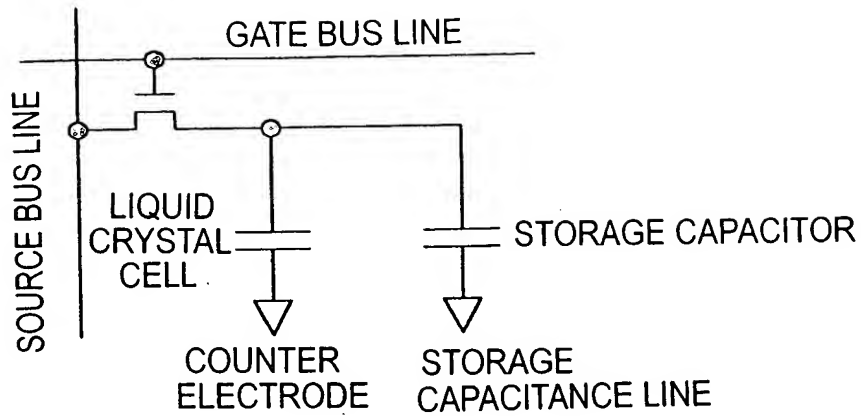 GATE BUS LINE
SOURCE BUS LINE
LIQUID
CRYSTAL
CELL
STORAGE CAPACITOR
COUNTER
ELECTRODE
STORAGE
CAPACITANCE LINE